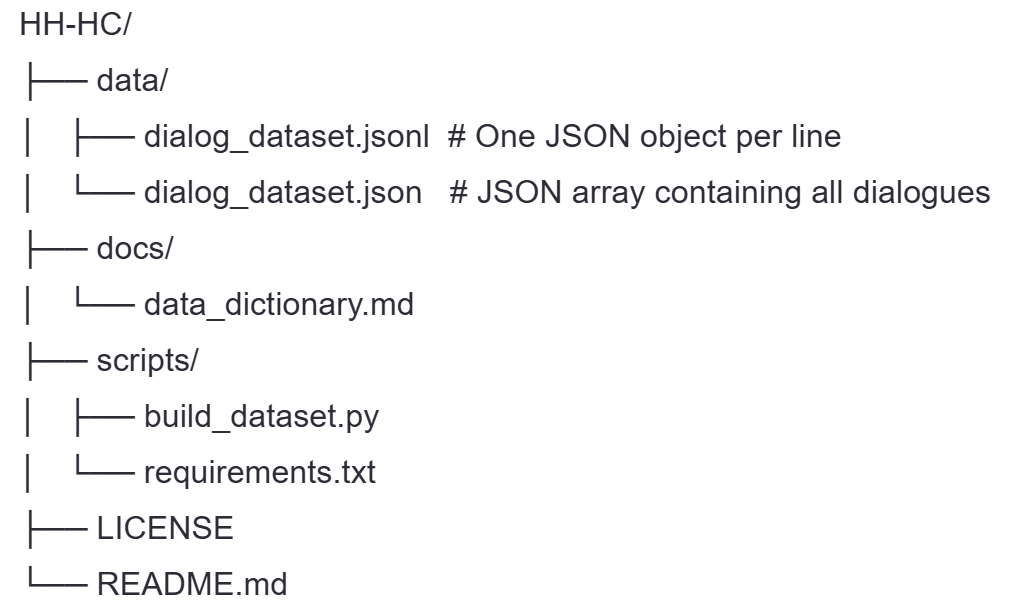 HH-HC/
├── data/
│   ├── dialog_dataset.jsonl  # One JSON object per line
│   └── dialog_dataset.json   # JSON array containing all dialogues
├── docs/
│   └── data_dictionary.md
├── scripts/
│   ├── build_dataset.py
│   └── requirements.txt
├── LICENSE
└── README.md